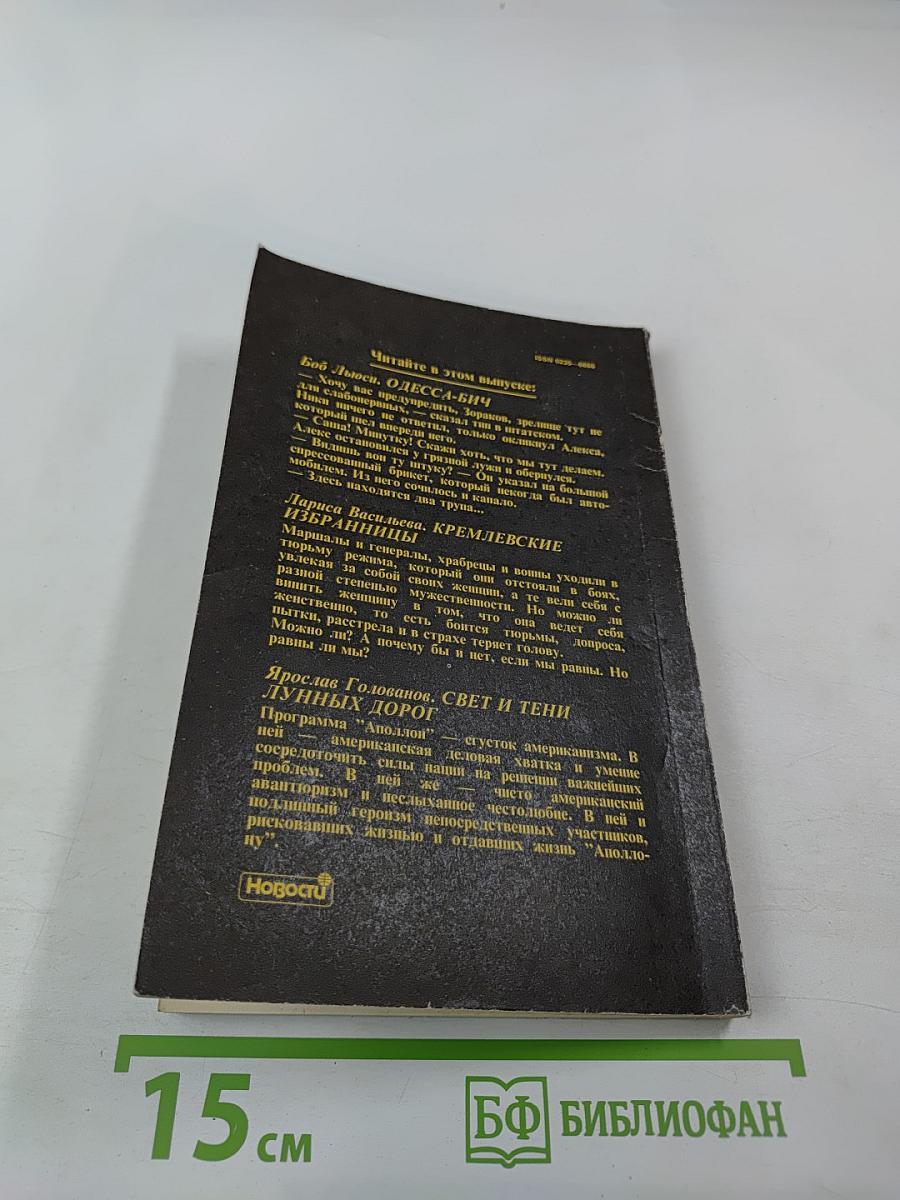 Читайте в этом выпуске:
Боб Льюси. ОДЕССА-БИЧ
— Хочу вас предупредить, Зораков, зрелище тут не
для слабонервных, — сказал тип в штатском.
Ники ничего не ответил, только окликнул Алекса,
который шел впереди него.
— Саша! Минутку! Скажи хоть, что мы тут делаем.
Алекс остановился у грязной лужи и обернулся.
— Видишь вон ту штуку? — Он указал на большой
спрессованный брикет, который некогда был авто-
мобилем. Из него сочилось и капало.
— Здесь находятся два трупа...
Лариса Васильева. КРЕМЛЕВСКИЕ
ИЗБРАННИЦЫ
Маршалы и генералы, храбрецы и воины уходили в
тюрьму режима, который они отстояли в боях,
увлекая за собой своих женщин, а те вели себя с
разной степенью мужественности. Но можно ли
винить женщину в том, что она ведет себя
женственно, то есть боится тюрьмы, допроса,
пытки, расстрела и в страхе теряет голову.
Можно ли? А почему бы и нет, если мы равны. Но
равны ли мы?
Ярослав Голованов. СВЕТ И ТЕНИ
ЛУННЫХ ДОРОГ
Программа "Аполлон" — сгусток американизма. В
ней — американская деловая хватка и умение
сосредоточить силы нации на решении важнейших
проблем. В ней же — чисто американский
авантюризм и неслыханное честолюбие. В ней и
подлинный героизм непосредственных участников,
рисковавших жизнью и отдавших жизнь "Аполло-
ну".
Новости
15 см
БФ БИБЛИОФАН